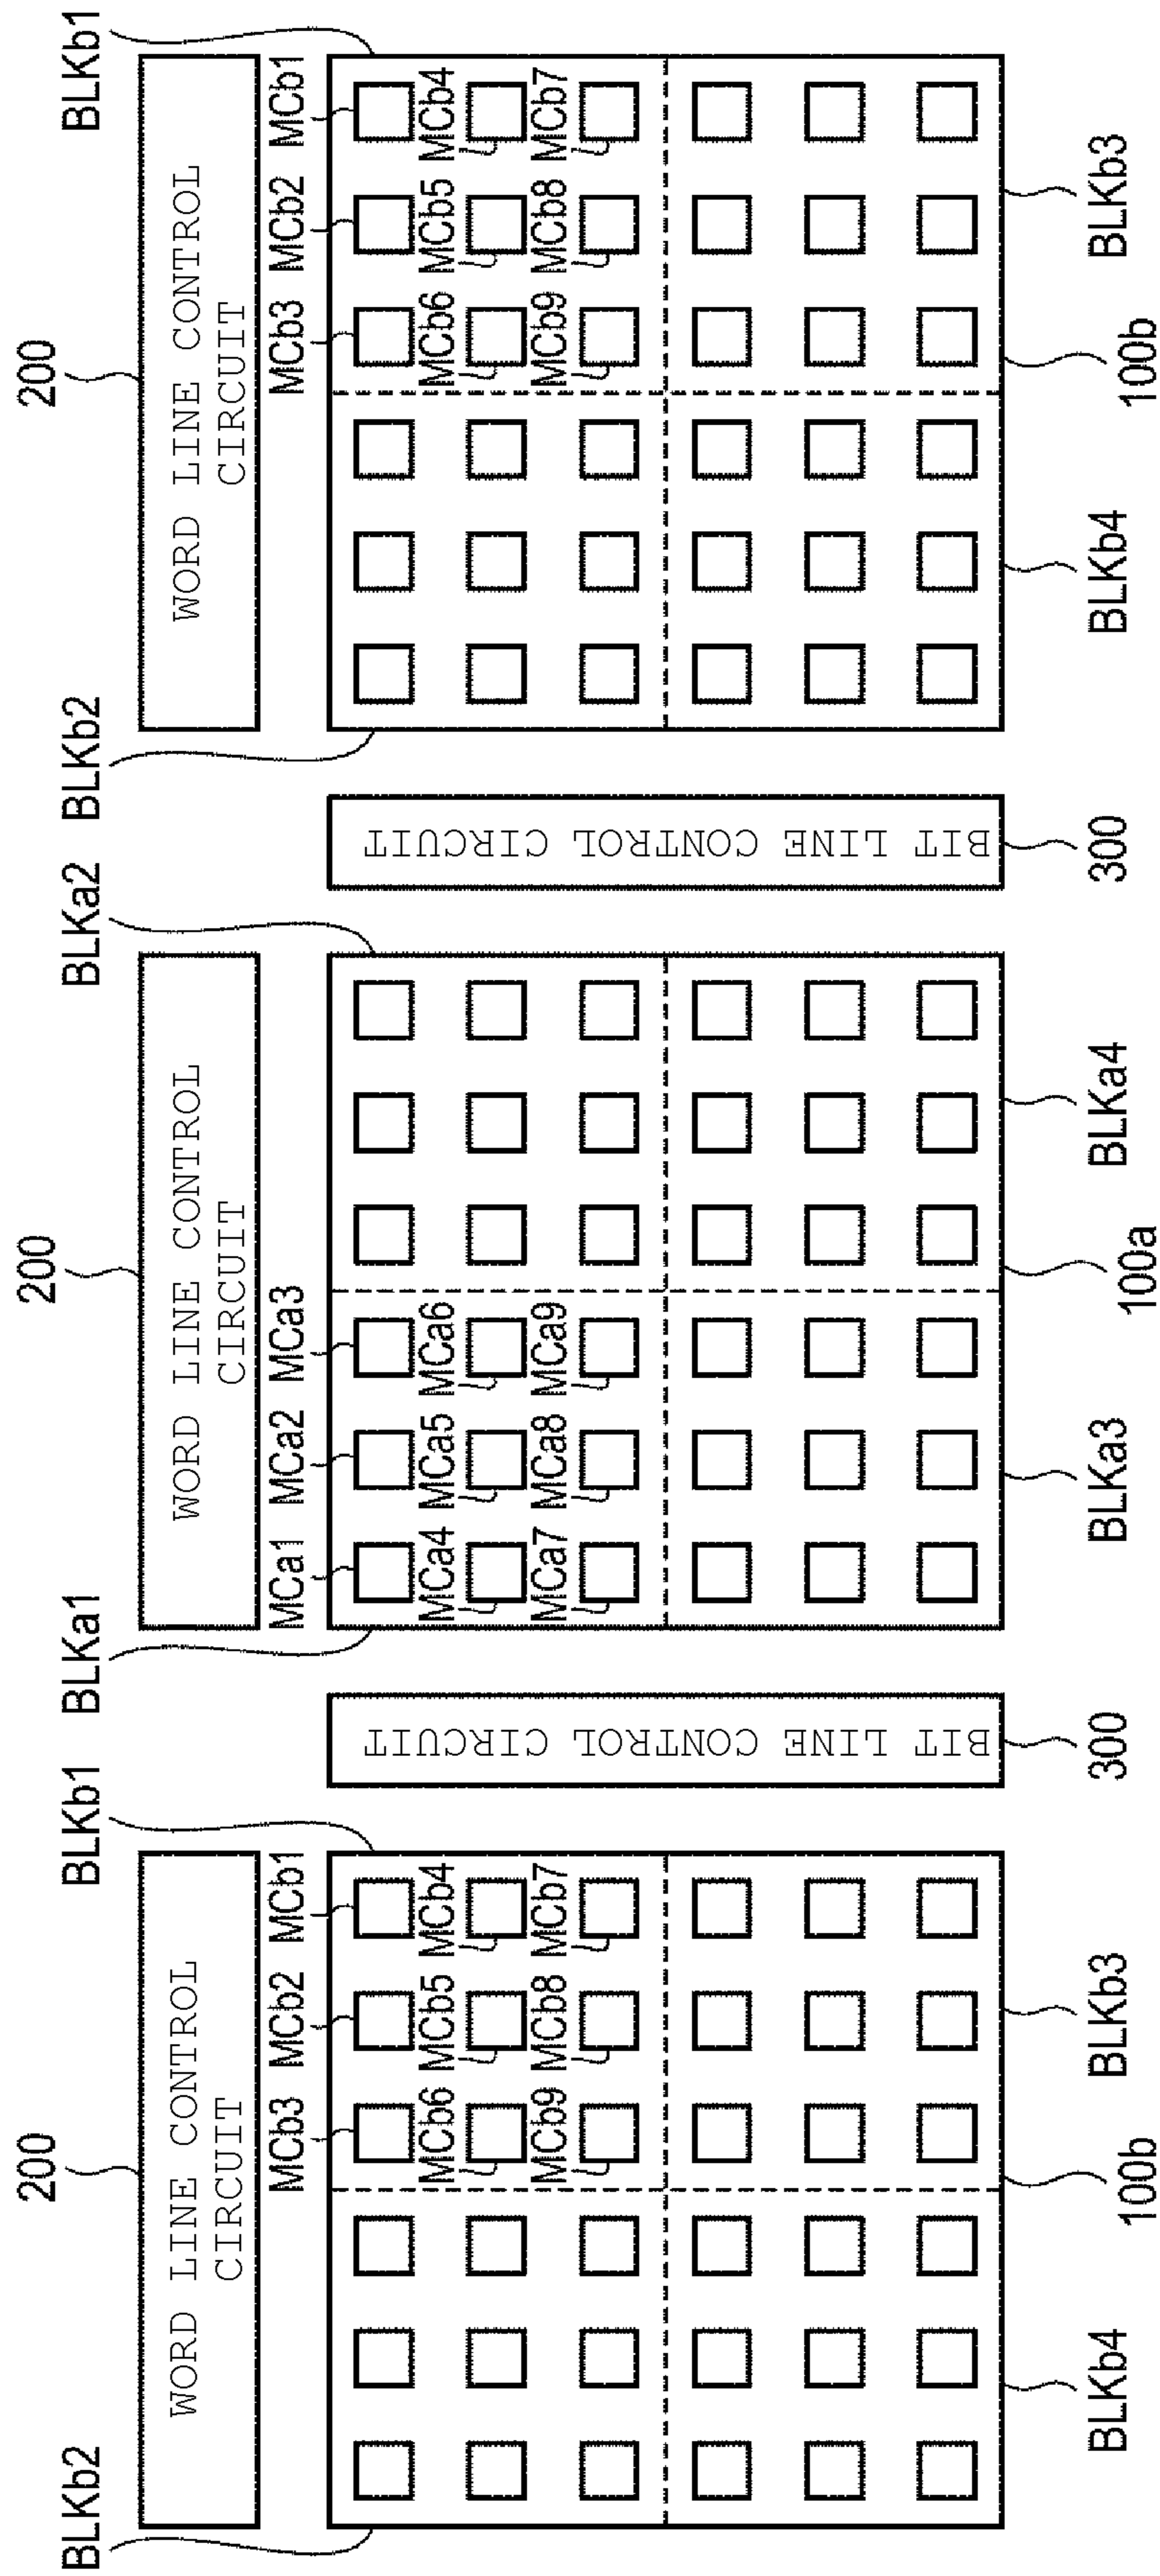 200 200 200
BLKb2 BLKb1 BLKa1 BLKa2 BLKb2 BLKb1
WORD LINE CONTROL
CIRCUIT
WORD LINE CONTROL
CIRCUIT
WORD LINE CONTROL
CIRCUIT
MCb3 MCb2 MCb1 MCa1 MCa2 MCa3 MCb3 MCb2 MCb1
MCb6 MCb5 MCb4 MCa4 MCa5 MCa6 MCb6 MCb5 MCb4
MCb9 MCb8 MCb7 MCa7 MCa8 MCa9 MCb9 MCb8 MCb7
BIT LINE CONTROL CIRCUIT
BIT LINE CONTROL CIRCUIT
BLKb4 BLKb3 300 BLKa3 BLKa4 300 BLKb4 BLKb3
100b 100a 100b